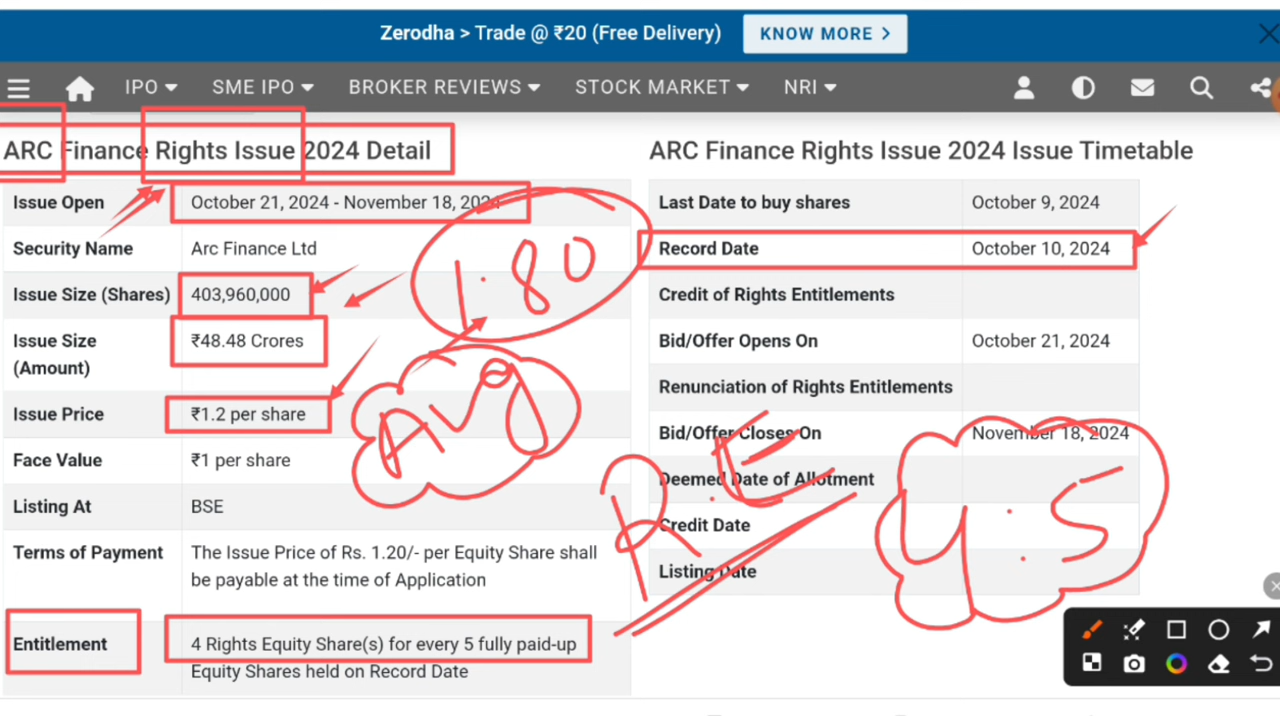 Zerodha > Trade @ ₹20 (Free Delivery) KNOW MORE >
IPO SME IPO BROKER REVIEWS STOCK MARKET NRI
ARC Finance Rights Issue 2024 Detail
Issue Open October 21, 2024 - November 18, 2024
Security Name Arc Finance Ltd
Issue Size (Shares) 403,960,000
Issue Size
(Amount) ₹48.48 Crores
Issue Price ₹1.2 per share
Face Value ₹1 per share
Listing At BSE
Terms of Payment The Issue Price of Rs. 1.20/- per Equity Share shall
be payable at the time of Application
Entitlement 4 Rights Equity Share(s) for every 5 fully paid-up
Equity Shares held on Record Date
1.80
Avg
ARC Finance Rights Issue 2024 Issue Timetable
Last Date to buy shares October 9, 2024
Record Date October 10, 2024
Credit of Rights Entitlements
Bid/Offer Opens On October 21, 2024
Renunciation of Rights Entitlements
Bid/Offer Closes On November 18, 2024
Deemed Date of Allotment
Credit Date
Listing Date
R.E
4:5